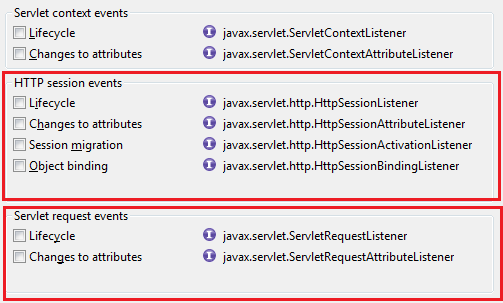 Servlet context events
Lifecycle javax.servlet.ServletContextListener
Changes to attributes javax.servlet.ServletContextAttributeListener
HTTP session events
Lifecycle javax.servlet.http.HttpSessionListener
Changes to attributes javax.servlet.http.HttpSessionAttributeListener
Session migration javax.servlet.http.HttpSessionActivationListener
Object binding javax.servlet.http.HttpSessionBindingListener
Servlet request events
Lifecycle javax.servlet.ServletRequestListener
Changes to attributes javax.servlet.ServletRequestAttributeListener